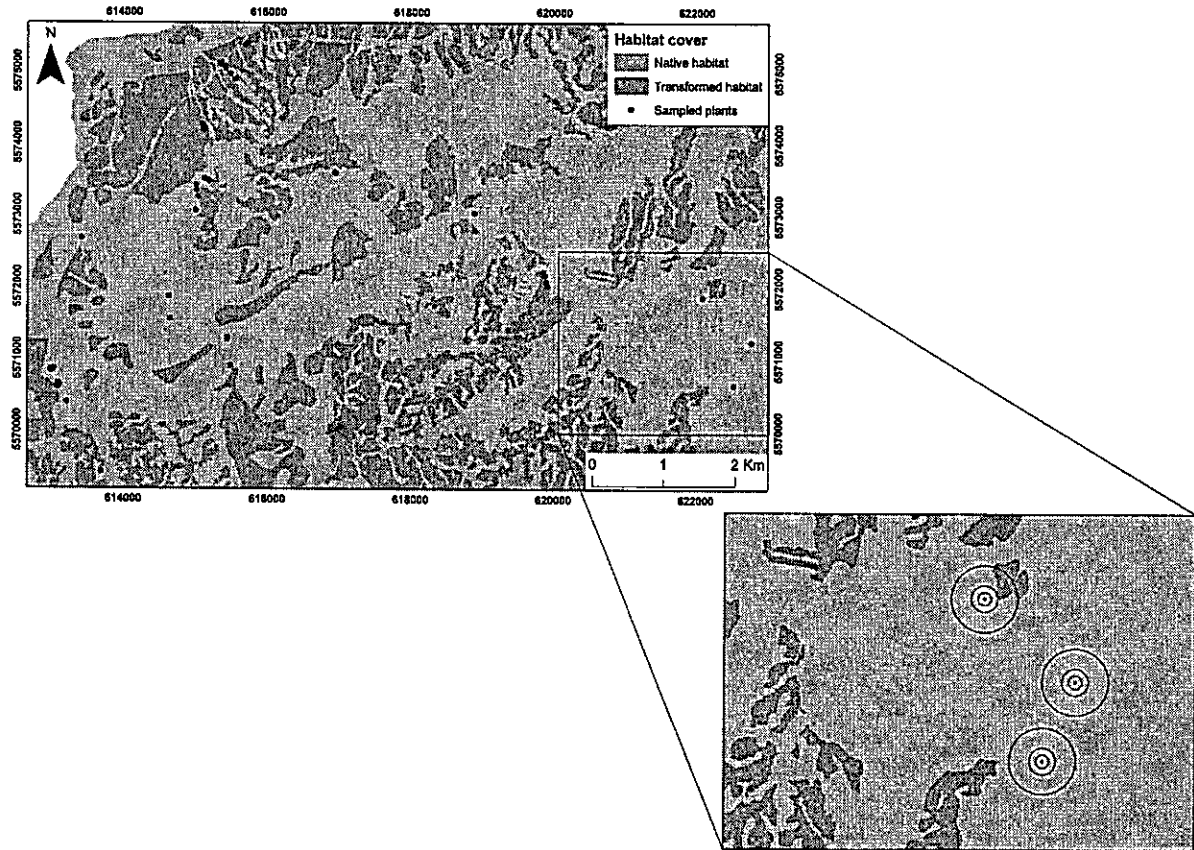 614000 616000 618000 620000 622000
N
Habitat cover
Native habitat
Transformed habitat
Sampled plants
5575000 5574000 5573000 5572000 5571000 5570000
5575000 5574000 5573000 5572000 5571000 5570000
0 1 2 Km
614000 616000 618000 620000 622000